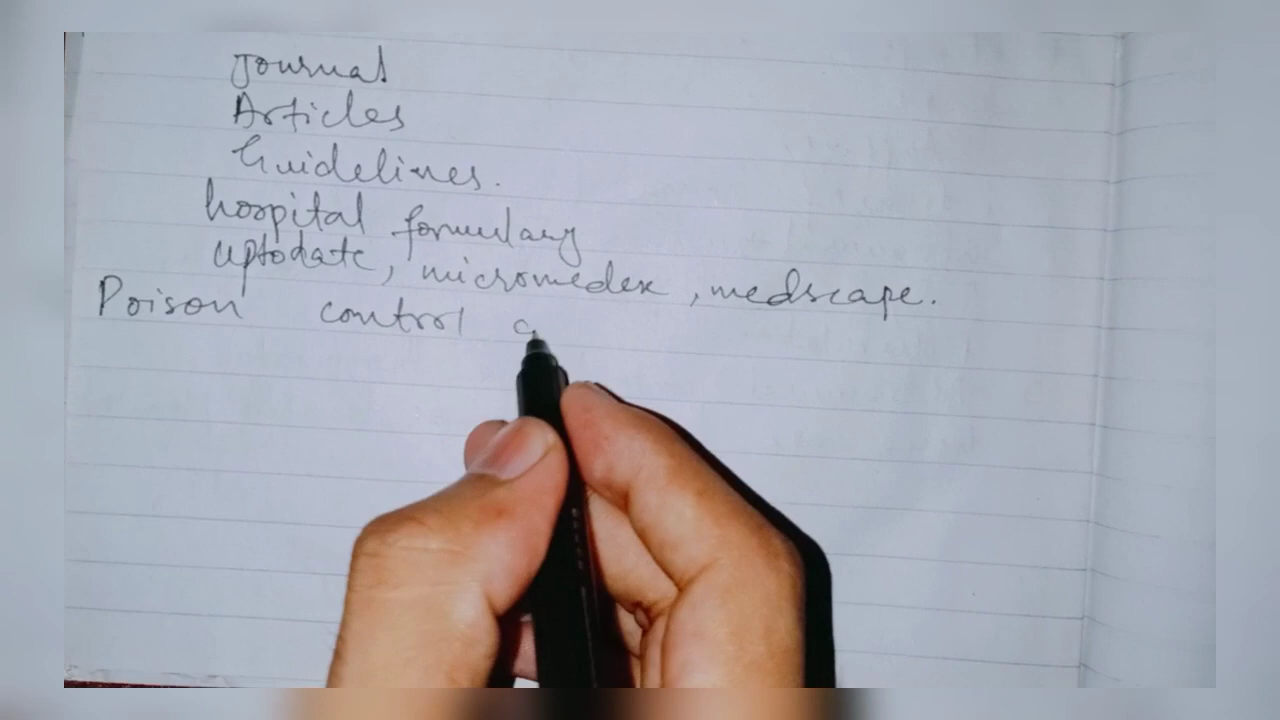 Journal
Articles
Guidelines.
hospital formulary
uptodate, micromedex, medscape.
Poison control c